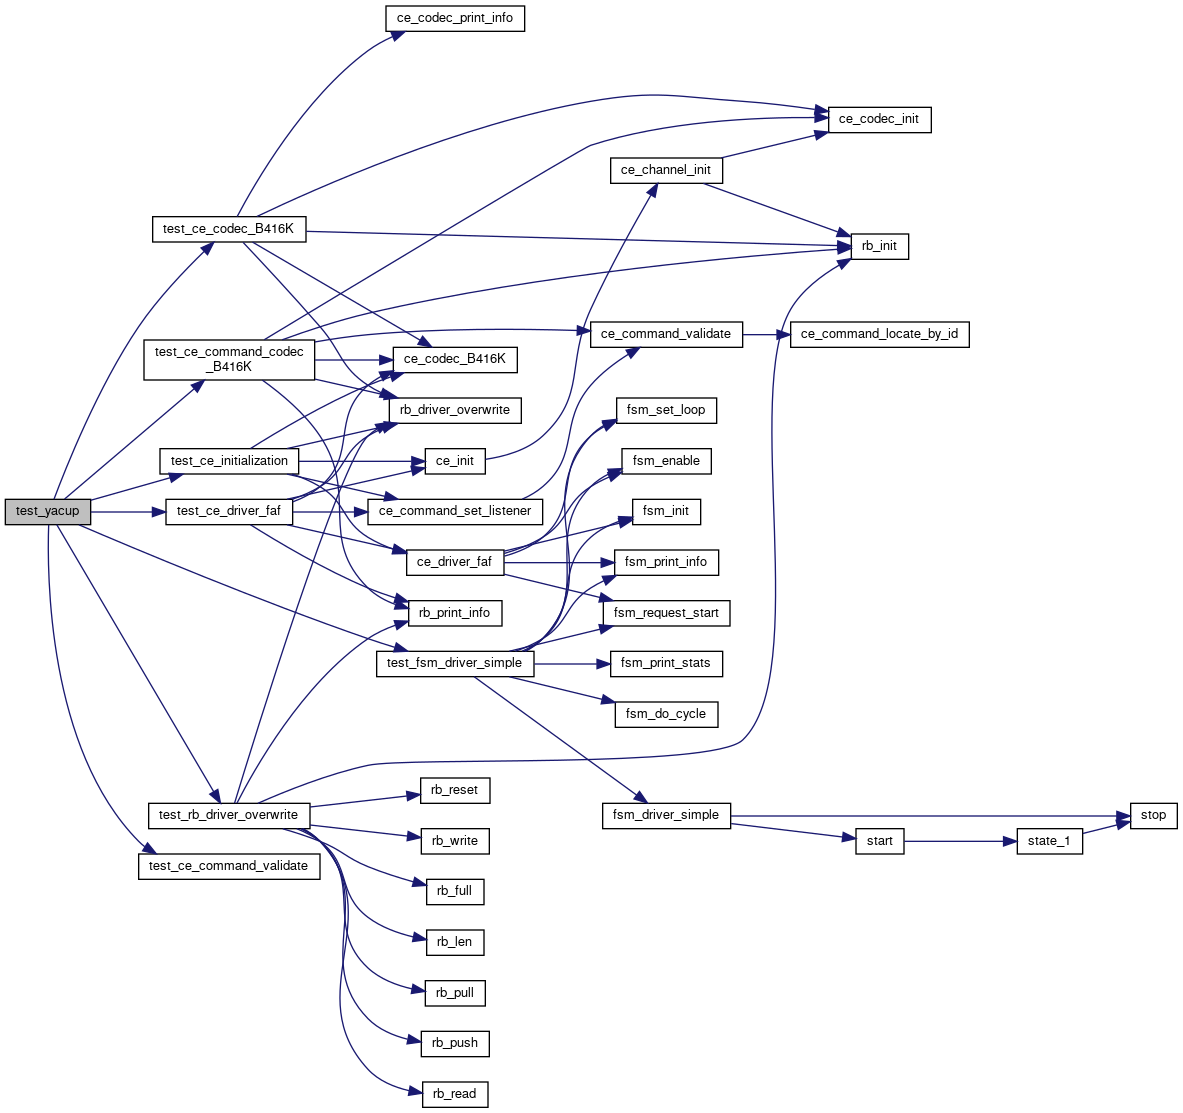 ce_codec_print_info
ce_codec_init
ce_channel_init
test_ce_codec_B416K
rb_init
ce_command_validate
ce_command_locate_by_id
test_ce_command_codec
_B416K
ce_codec_B416K
rb_driver_overwrite
fsm_set_loop
test_ce_initialization
ce_init
fsm_enable
test_yacup
test_ce_driver_faf
ce_command_set_listener
fsm_init
ce_driver_faf
fsm_print_info
rb_print_info
fsm_request_start
test_fsm_driver_simple
fsm_print_stats
fsm_do_cycle
rb_reset
test_rb_driver_overwrite
fsm_driver_simple
stop
rb_write
start
state_1
test_ce_command_validate
rb_full
rb_len
rb_pull
rb_push
rb_read